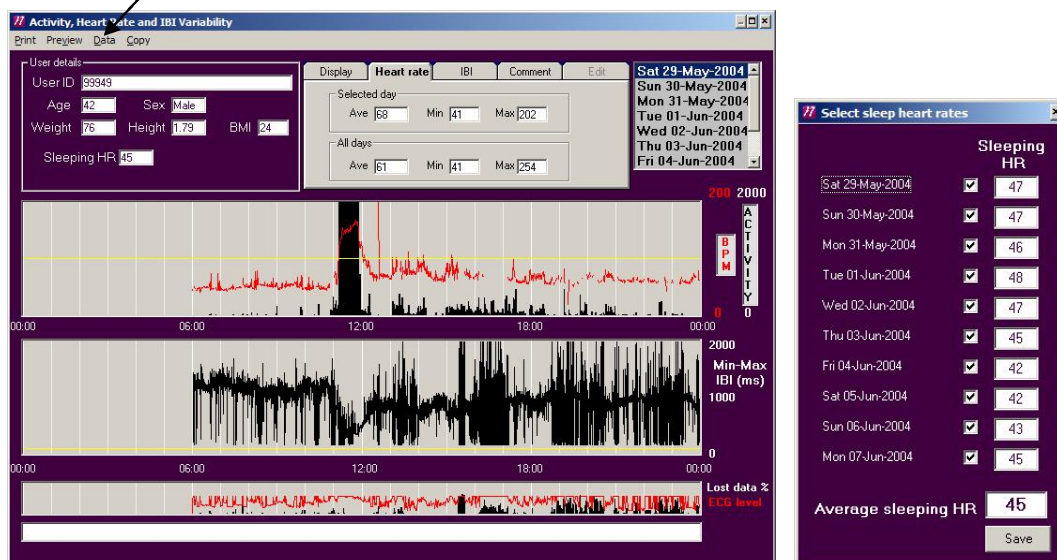 Activity, Heart Rate and IBI Variability
Print Preview Data Copy
User details
User ID 99949
Age 42 Sex Male
Weight 76 Height 1.79 BMI 24
Sleeping HR 45
Display Heart rate IBI Comment Edit
Selected day
Ave 68 Min 41 Max 202
All days
Ave 61 Min 41 Max 254
Sat 29-May-2004
Sun 30-May-2004
Mon 31-May-2004
Tue 01-Jun-2004
Wed 02-Jun-2004
Thu 03-Jun-2004
Fri 04-Jun-2004
200 2000
BPM
ACTIVITY
0 0
00:00 06:00 12:00 18:00 00:00
2000
Min-Max
IBI (ms)
1000
0
00:00 06:00 12:00 18:00 00:00
Lost data %
ECG level
Select sleep heart rates
Sleeping
HR
Sat 29-May-2004 47
Sun 30-May-2004 47
Mon 31-May-2004 46
Tue 01-Jun-2004 48
Wed 02-Jun-2004 47
Thu 03-Jun-2004 45
Fri 04-Jun-2004 42
Sat 05-Jun-2004 42
Sun 06-Jun-2004 43
Mon 07-Jun-2004 45
Average sleeping HR 45
Save